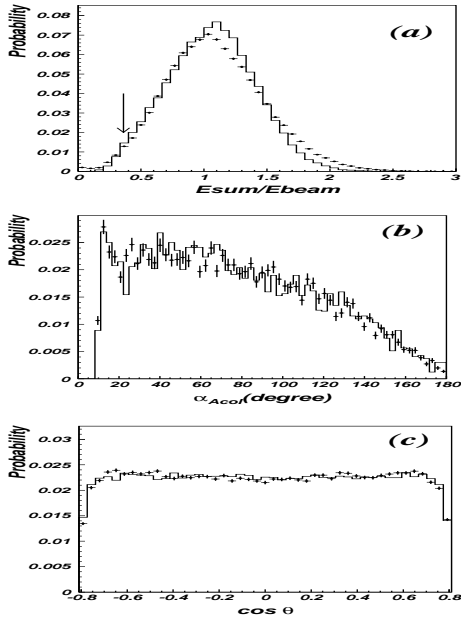 Probability
0.08
0.07
0.06
0.05
0.04
0.03
0.02
0.01
0
(a)
0 0.5 1 1.5 2 2.5 3
Esum/Ebeam
Probability
0.025
0.02
0.015
0.01
0.005
0
(b)
0 20 40 60 80 100 120 140 160 180
αAcol(degree)
Probability
0.03
0.025
0.02
0.015
0.01
0.005
0
(c)
-0.8 -0.6 -0.4 -0.2 0 0.2 0.4 0.6 0.8
cos θ